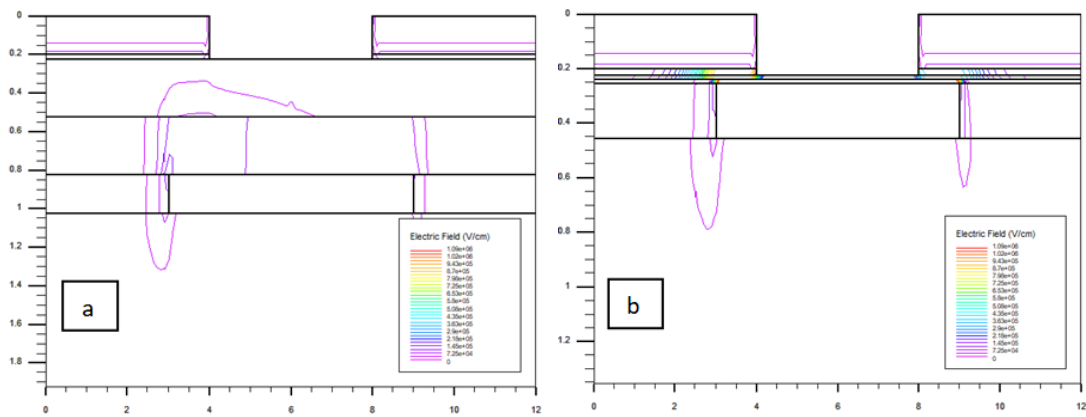 0
0.2
0.4
0.6
0.8
1
1.2
1.4
1.6
1.8
0 2 4 6 8 10 12
a
Electric Field (V/cm)
1.09e+06
1.02e+06
9.43e+05
8.7e+05
7.98e+05
7.25e+05
6.53e+05
5.8e+05
5.08e+05
4.35e+05
3.63e+05
2.9e+05
2.18e+05
1.45e+05
7.25e+04
0
0
0.2
0.4
0.6
0.8
1
1.2
0 2 4 6 8 10 12
b
Electric Field (V/cm)
1.09e+06
1.02e+06
9.43e+05
8.7e+05
7.98e+05
7.25e+05
6.53e+05
5.8e+05
5.08e+05
4.35e+05
3.63e+05
2.9e+05
2.18e+05
1.45e+05
7.25e+04
0